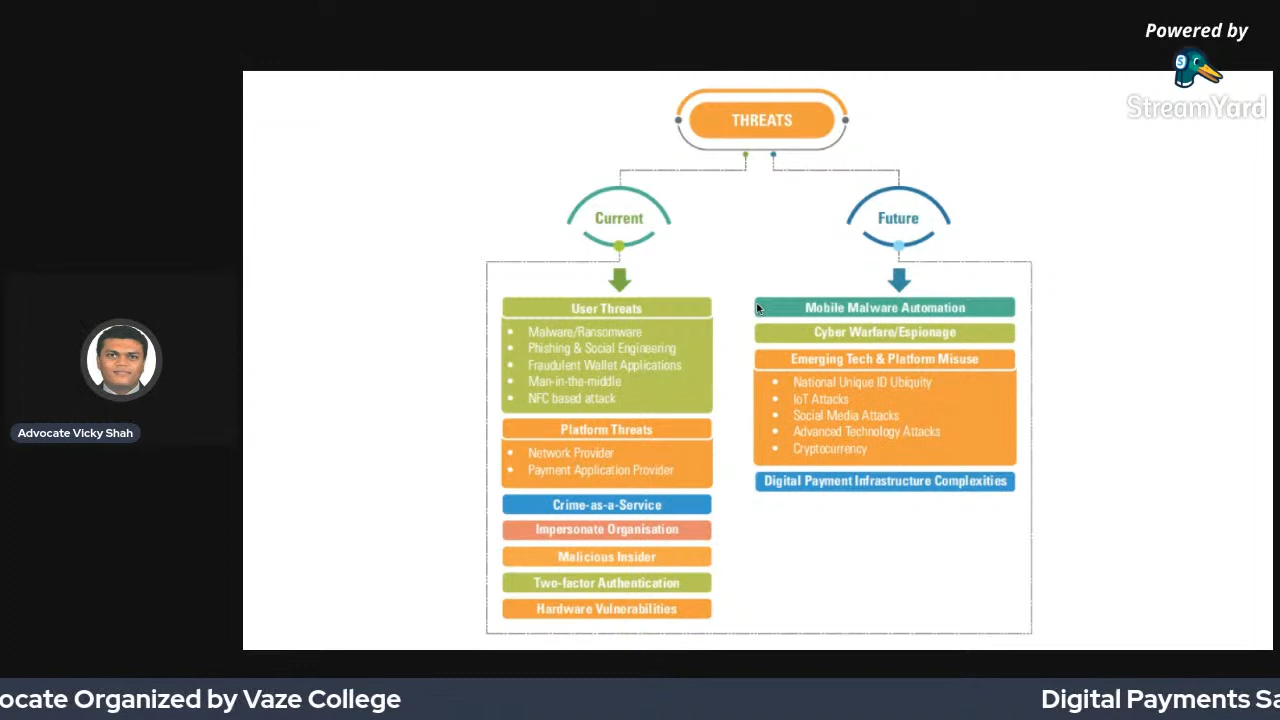 Powered by
StreamYard
THREATS
Current
Future
User Threats
• Malware/Ransomware
• Phishing & Social Engineering
• Fraudulent Wallet Applications
• Man-in-the-middle
• NFC based attack
Platform Threats
• Network Provider
• Payment Application Provider
Crime-as-a-Service
Impersonate Organisation
Malicious Insider
Two-factor Authentication
Hardware Vulnerabilities
Mobile Malware Automation
Cyber Warfare/Espionage
Emerging Tech & Platform Misuse
• National Unique ID Ubiquity
• IoT Attacks
• Social Media Attacks
• Advanced Technology Attacks
• Cryptocurrency
Digital Payment Infrastructure Complexities
Advocate Vicky Shah
ocate Organized by Vaze College
Digital Payments Sa